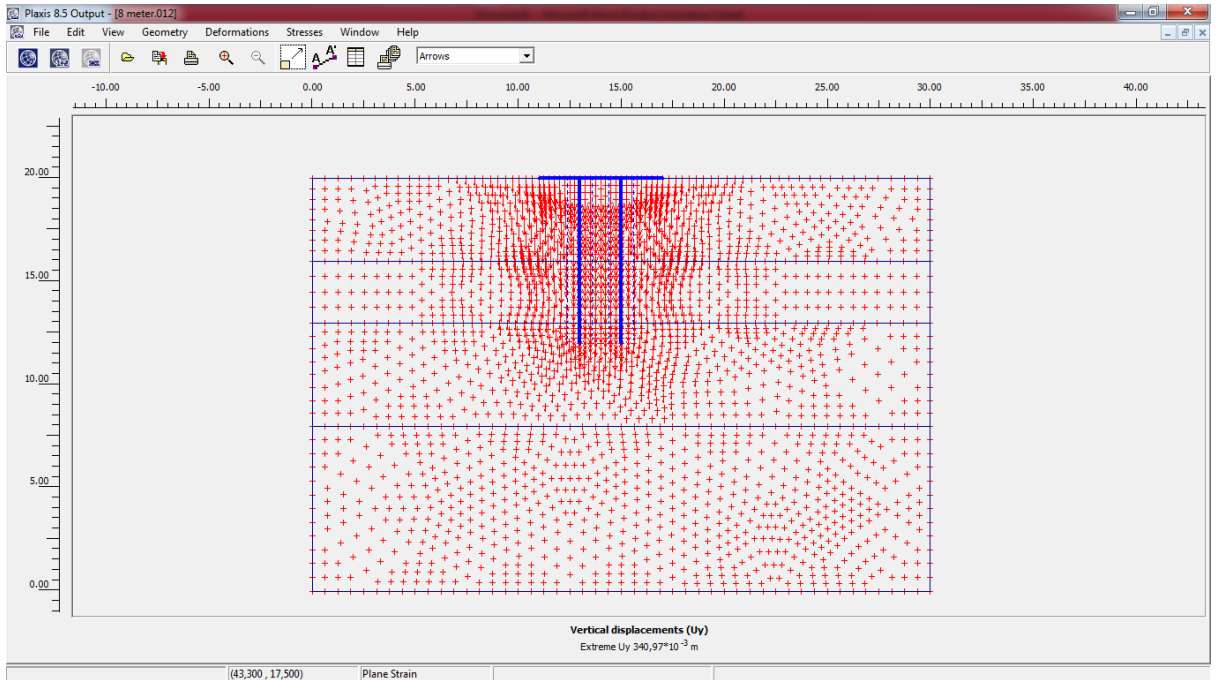 Plaxis 8.5 Output - [8 meter.012]
File Edit View Geometry Deformations Stresses Window Help
Arrows
-10.00 -5.00 0.00 5.00 10.00 15.00 20.00 25.00 30.00 35.00 40.00
20.00
15.00
10.00
5.00
0.00
Vertical displacements (Uy)
Extreme Uy 340,97*10 -3 m
(43,300 , 17,500) Plane Strain